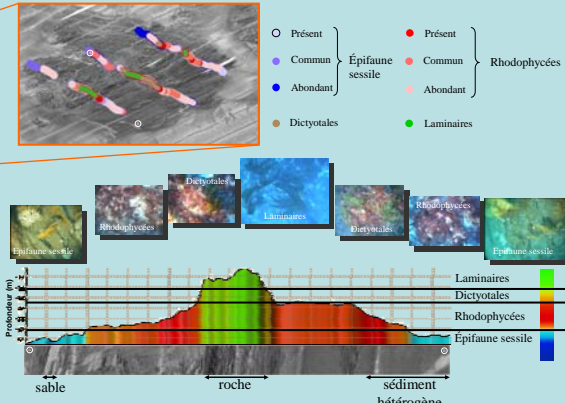 Présent
Commun
Abondant
Épifaune
sessile
Présent
Commun
Abondant
Rhodophycées
Dictyotales
Laminaires
Épifaune sessile
Rhodophycées
Dictyotales
Laminaires
Dictyotales
Rhodophycées
Épifaune sessile
Profondeur (m)
Laminaires
Dictyotales
Rhodophycées
Épifaune sessile
sable
roche
sédiment
hétérogène